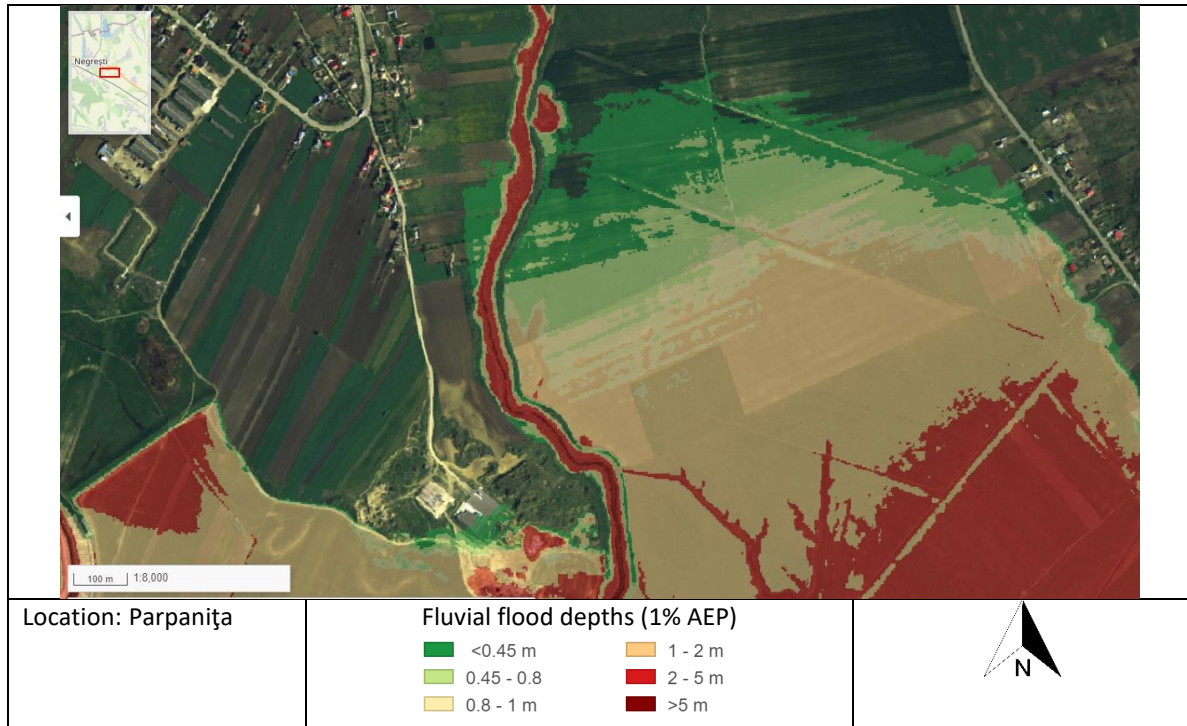 Negrești
100 m 1:8,000
Location: Parpaniţa
Fluvial flood depths (1% AEP)
<0.45 m
1 - 2 m
0.45 - 0.8
2 - 5 m
0.8 - 1 m
>5 m
N